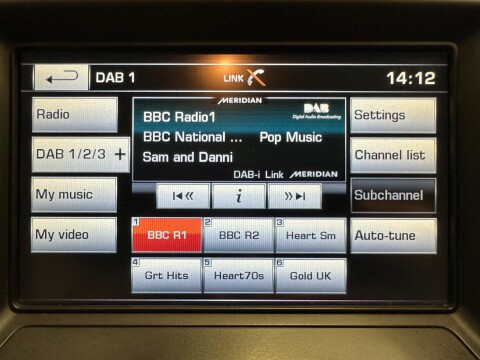 DAB 1
LINK
14:12
Radio
DAB 1/2/3 +
My music
My video
MERIDIAN
BBC Radio1
DAB
Digital Audio Broadcasting
BBC National ... Pop Music
Sam and Danni
DAB-i Link MERIDIAN
i
Settings
Channel list
Subchannel
Auto-tune
1 BBC R1
2 BBC R2
3 Heart Sm
4 Grt Hits
5 Heart70s
6 Gold UK